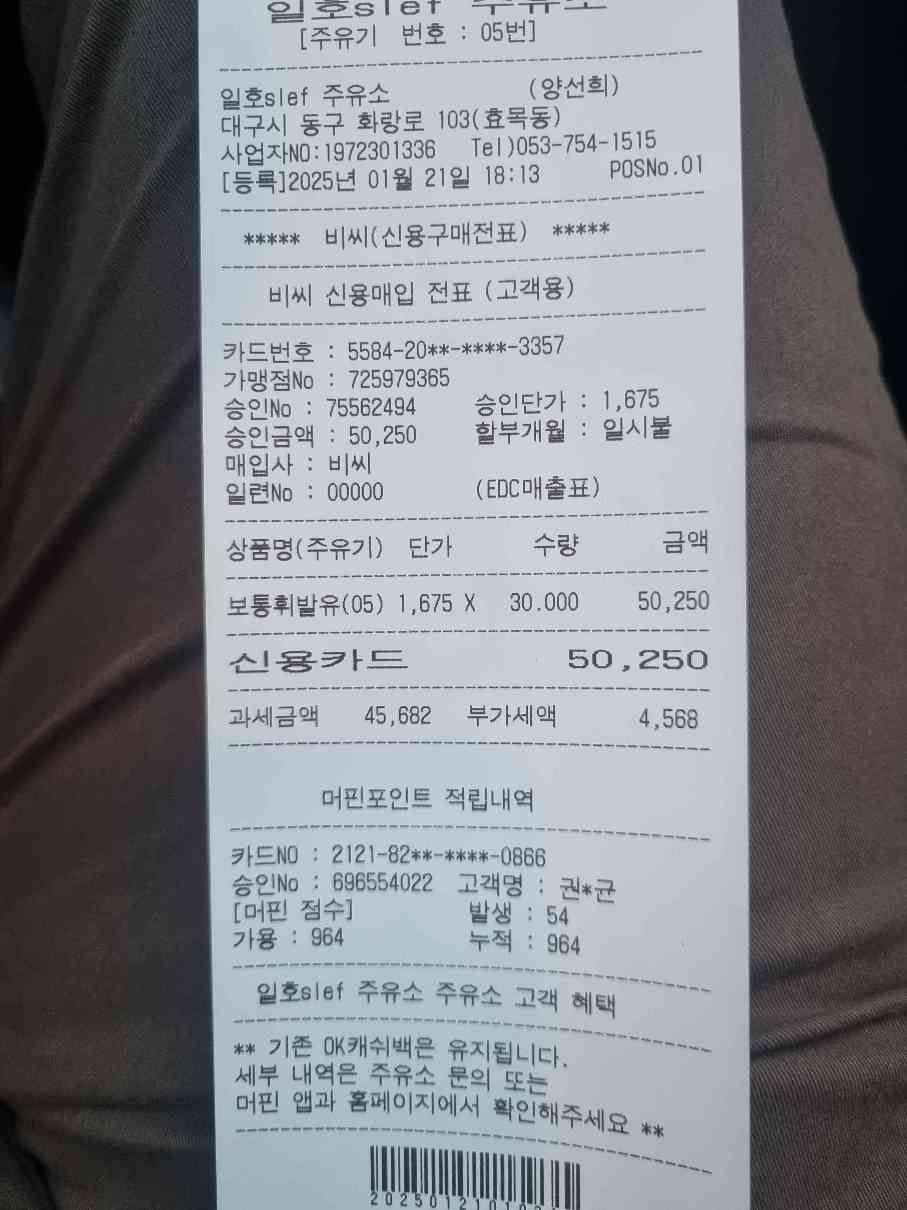 일호slef 주유소
[주유기 번호 : 05번]
일호slef 주유소 (양선희)
대구시 동구 화랑로 103(효목동)
사업자NO:1972301336 Tel)053-754-1515
[등록]2025년 01월 21일 18:13 POSNo.01
***** 비씨(신용구매전표) *****
비씨 신용매입 전표 (고객용)
카드번호 : 5584-20**-****-3357
가맹점No : 725979365
승인No : 75562494 승인단가 : 1,675
승인금액 : 50,250 할부개월 : 일시불
매입사 : 비씨
일련No : 00000 (EDC매출표)
상품명(주유기) 단가 수량 금액
보통휘발유(05) 1,675 X 30.000 50,250
신용카드 50,250
과세금액 45,682 부가세액 4,568
머핀포인트 적립내역
카드NO : 2121-82**-****-0866
승인No : 696554022 고객명 : 권*균
[머핀 점수] 발생 : 54
가용 : 964 누적 : 964
일호slef 주유소 주유소 고객 혜택
** 기존 OK캐쉬백은 유지됩니다.
세부 내역은 주유소 문의 또는
머핀 앱과 홈페이지에서 확인해주세요 **